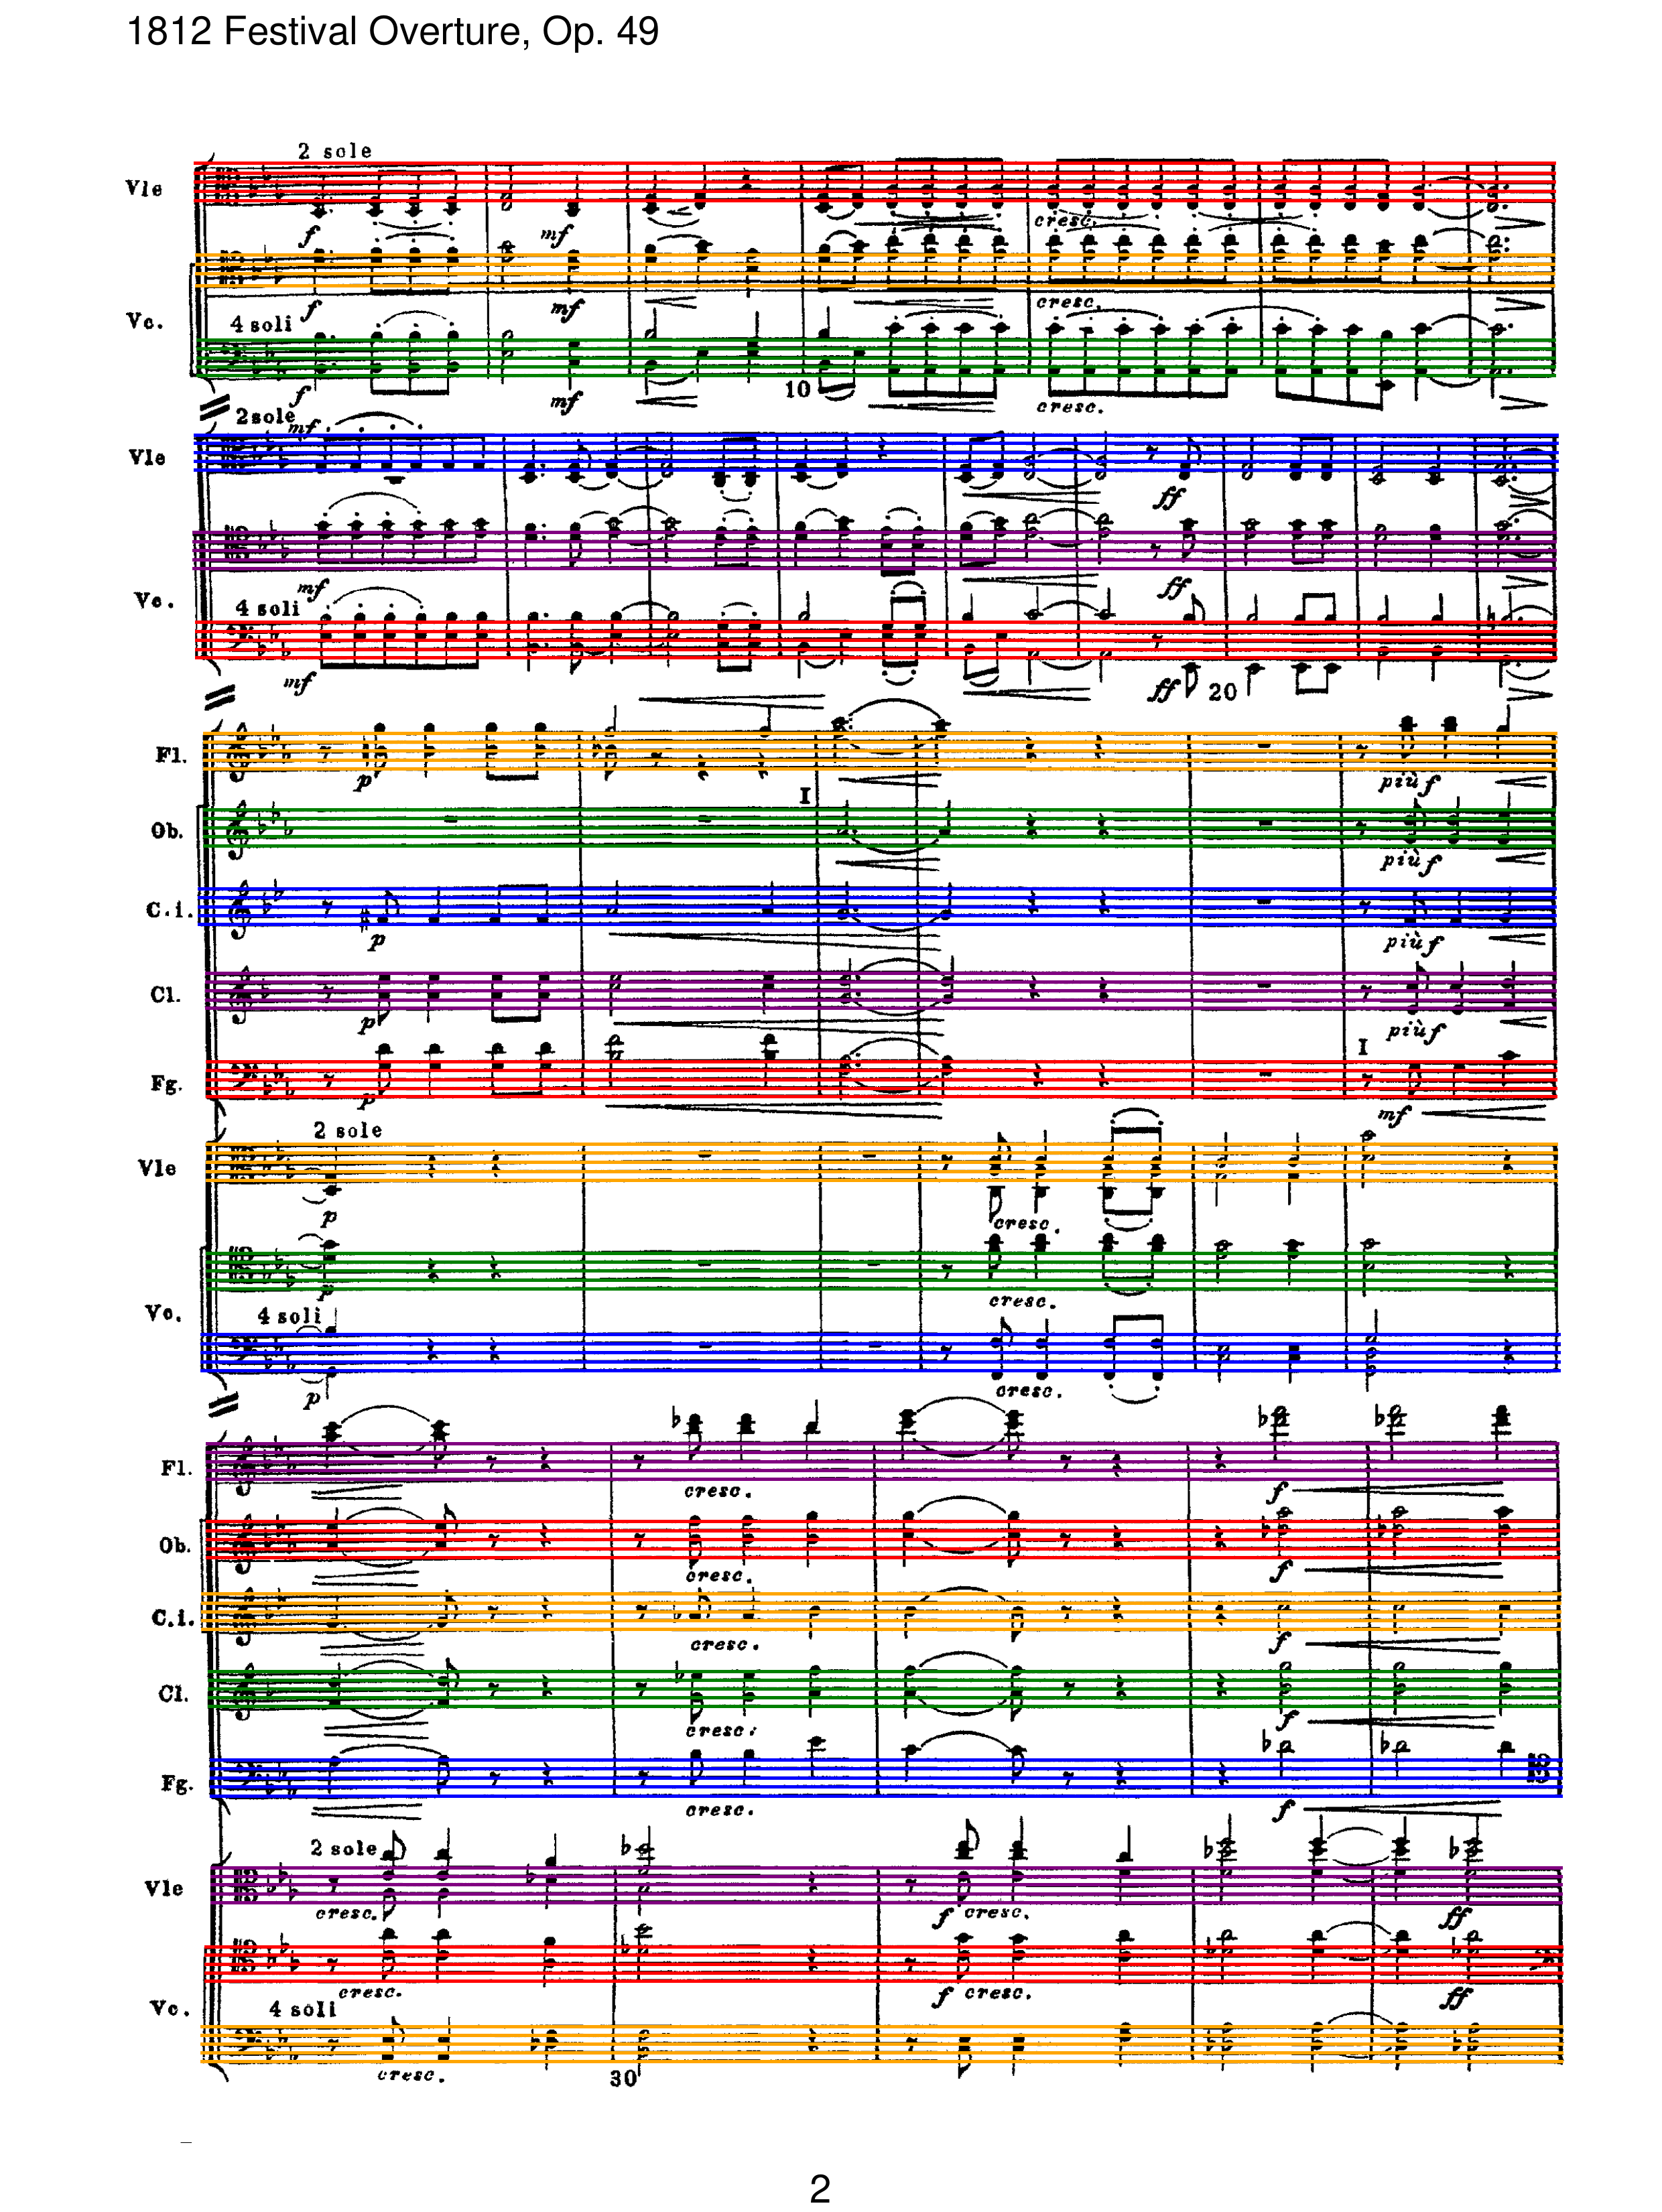 1812 Festival Overture, Op. 49
2 sole
Vle
f mf cresc.
f mf cresc.
Vc.
4 soli
f mf 10 cresc.
2 sole
mf
Vle
ff
mf ff
Vc.
4 soli
mf ff 20
Fl.
p più f
I
Ob.
più f
C.i.
p più f
Cl.
p più f
I
Fg.
p mf
2 sole
Vle
p cresc.
p cresc.
Vc.
4 soli
p cresc.
Fl.
cresc. f
Ob.
cresc. f
C.i.
cresc. f
Cl.
cresc. f
Fg.
cresc. f
2 sole
Vle
cresc. f cresc. ff
cresc. f cresc. ff
Vc.
4 soli
cresc. 30
2